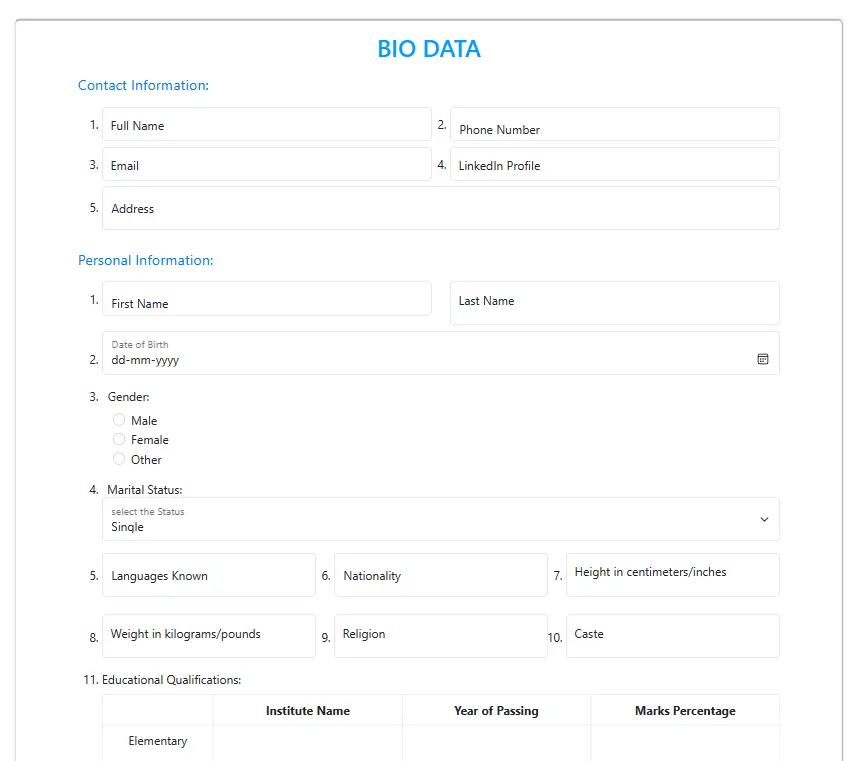 BIO DATA
Contact Information:
1. Full Name 2. Phone Number
3. Email 4. LinkedIn Profile
5. Address
Personal Information:
1. First Name Last Name
Date of Birth
2. dd-mm-yyyy
3. Gender:
Male
Female
Other
4. Marital Status:
select the Status
Single
5. Languages Known 6. Nationality 7. Height in centimeters/inches
8. Weight in kilograms/pounds 9. Religion 10. Caste
11. Educational Qualifications:
Institute Name Year of Passing Marks Percentage
Elementary